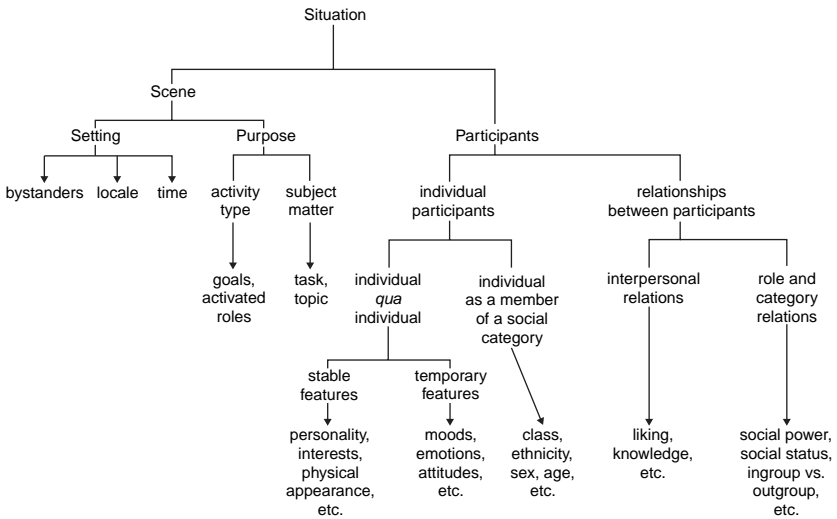 Situation
Scene
Setting
Purpose
Participants
bystanders
locale
time
activity
type
subject
matter
individual
participants
relationships
between participants
goals,
activated
roles
task,
topic
individual
qua
individual
individual
as a member
of a social
category
interpersonal
relations
role and
category
relations
stable
features
temporary
features
personality,
interests,
physical
appearance,
etc.
moods,
emotions,
attitudes,
etc.
class,
ethnicity,
sex, age,
etc.
liking,
knowledge,
etc.
social power,
social status,
ingroup vs.
outgroup,
etc.